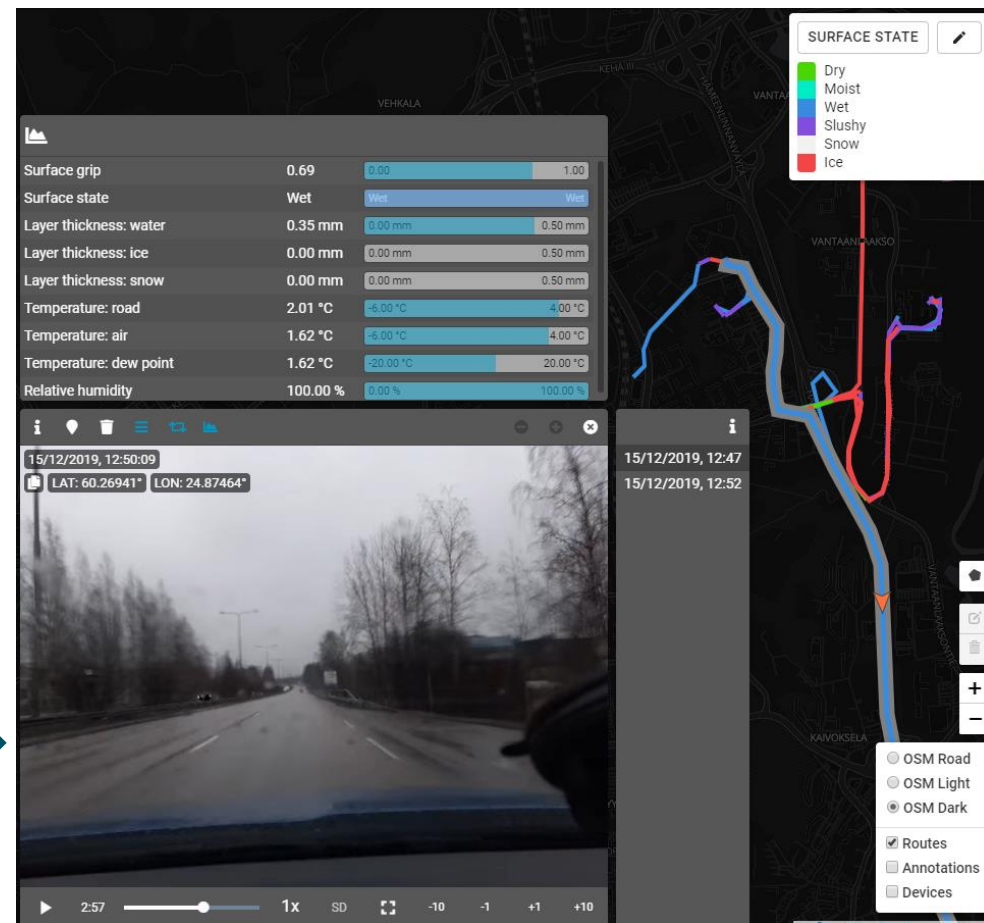 SURFACE STATE
Dry
Moist
Wet
Slushy
Snow
Ice
KEHÄ III
HÄMEENLINNANVÄYLÄ
VEHKALA
VANTAA
Surface grip 0.69 0.00 1.00
Surface state Wet Wet Wet
Layer thickness: water 0.35 mm 0.00 mm 0.50 mm
Layer thickness: ice 0.00 mm 0.00 mm 0.50 mm
Layer thickness: snow 0.00 mm 0.00 mm 0.50 mm
Temperature: road 2.01 °C -6.00 °C 4.00 °C
Temperature: air 1.62 °C -6.00 °C 4.00 °C
Temperature: dew point 1.62 °C -20.00 °C 20.00 °C
Relative humidity 100.00 % 0.00 % 100.00 %
VANTAANLAAKSO
15/12/2019, 12:50:09
LAT: 60.26941° LON: 24.87464°
15/12/2019, 12:47
15/12/2019, 12:52
KAIVOKSELA
+
−
OSM Road
OSM Light
OSM Dark
Routes
Annotations
Devices
2:57 1x SD -10 -1 +1 +10